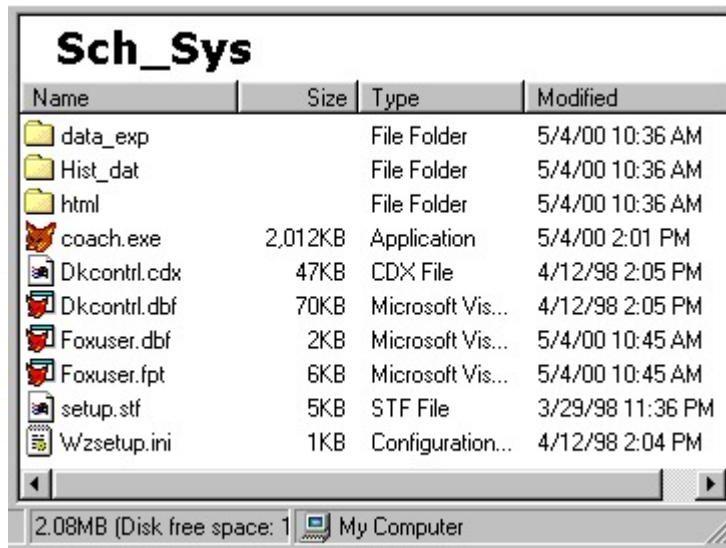 Sch_Sys
Name Size Type Modified
data_exp File Folder 5/4/00 10:36 AM
Hist_dat File Folder 5/4/00 10:36 AM
html File Folder 5/4/00 10:36 AM
coach.exe 2,012KB Application 5/4/00 2:01 PM
Dkcontrl.cdx 47KB CDX File 4/12/98 2:05 PM
Dkcontrl.dbf 70KB Microsoft Vis... 4/12/98 2:05 PM
Foxuser.dbf 2KB Microsoft Vis... 5/4/00 10:45 AM
Foxuser.fpt 6KB Microsoft Vis... 5/4/00 10:45 AM
setup.stf 5KB STF File 3/29/98 11:36 PM
Wzsetup.ini 1KB Configuration... 4/12/98 2:04 PM
2.08MB (Disk free space: 1 My Computer